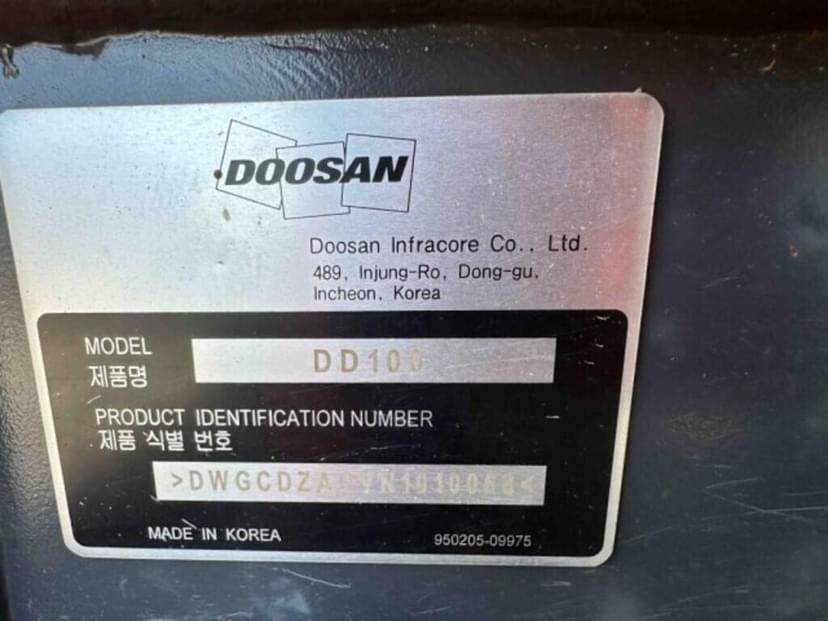 DOOSAN
Doosan Infracore Co., Ltd.
489, Injung-Ro, Dong-gu,
Incheon, Korea
MODEL DD100
제품명
PRODUCT IDENTIFICATION NUMBER
제품 식별 번호
MADE IN KOREA 950205-09975